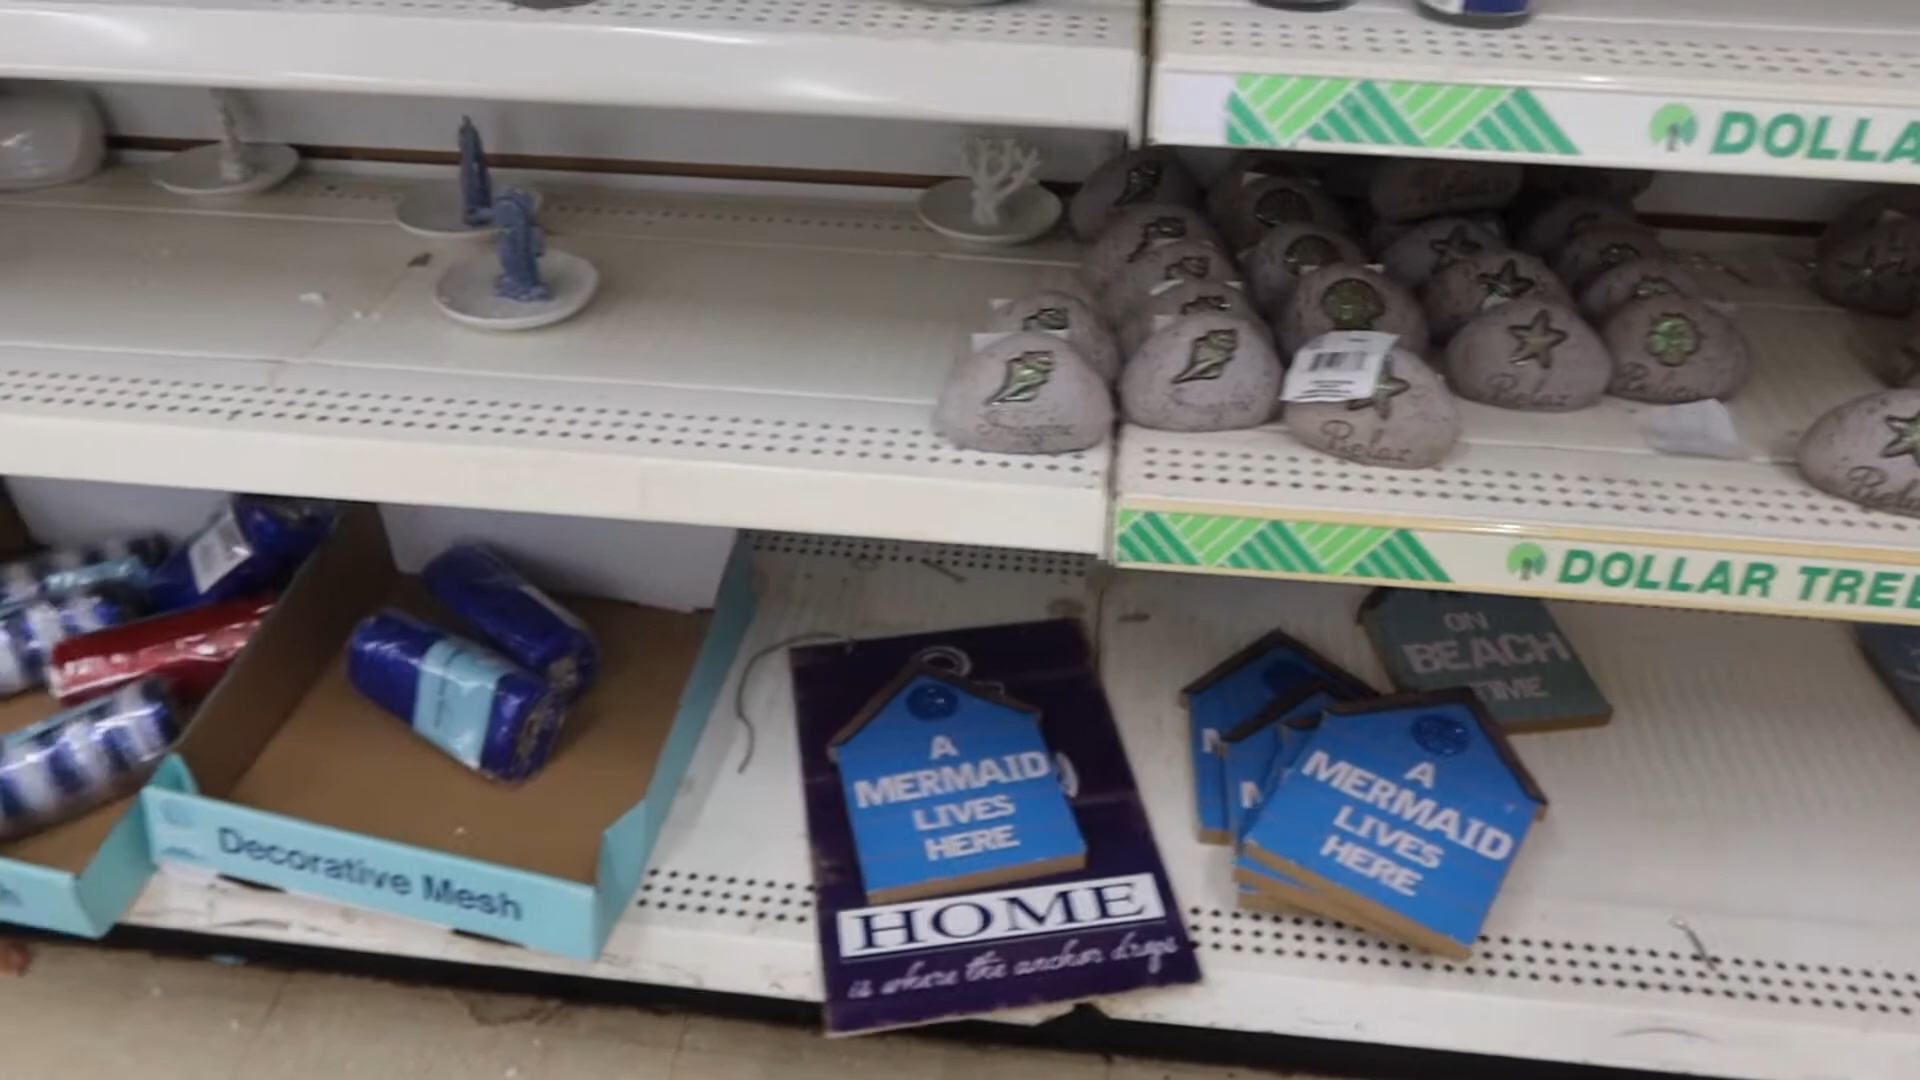 DOLLA
Relax
Relax
Relax
DOLLAR TREE
ON
BEACH
TIME
A
MERMAID
LIVES
HERE
A
MERMAID
LIVES
HERE
HOME
is where the anchor drops
Decorative Mesh